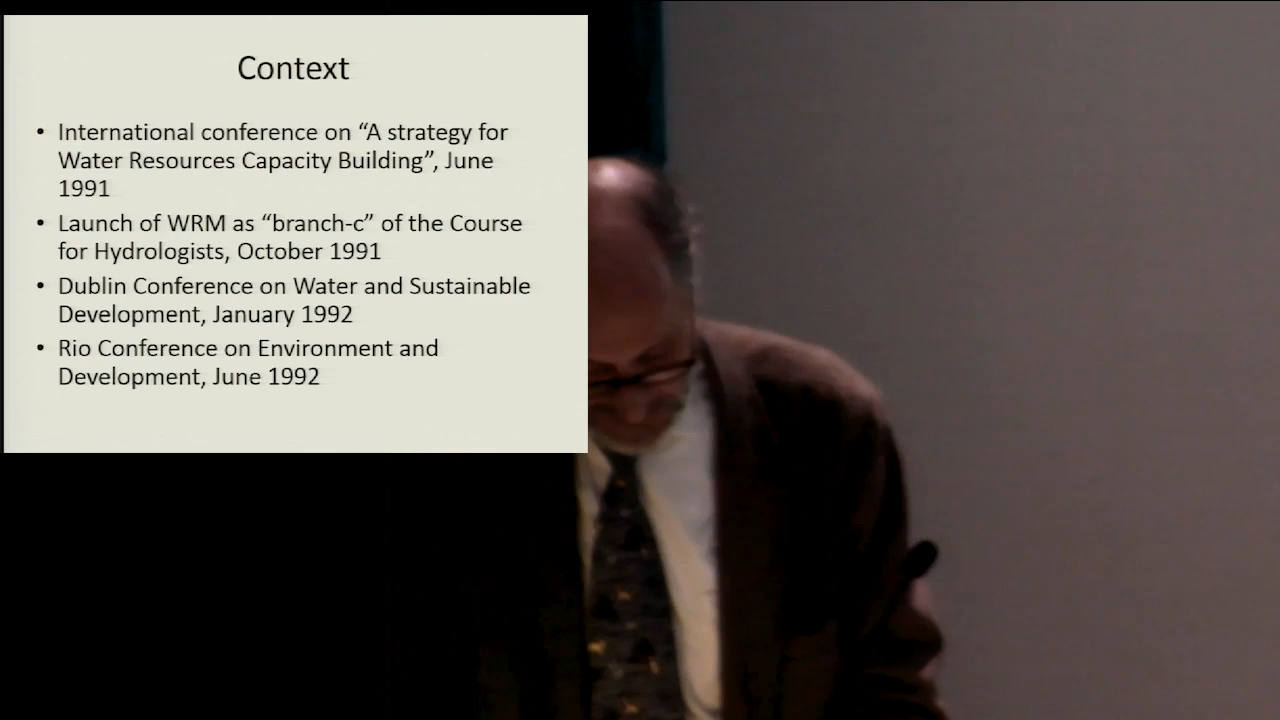 Context
• International conference on “A strategy for
Water Resources Capacity Building”, June
1991
• Launch of WRM as “branch-c” of the Course
for Hydrologists, October 1991
• Dublin Conference on Water and Sustainable
Development, January 1992
• Rio Conference on Environment and
Development, June 1992